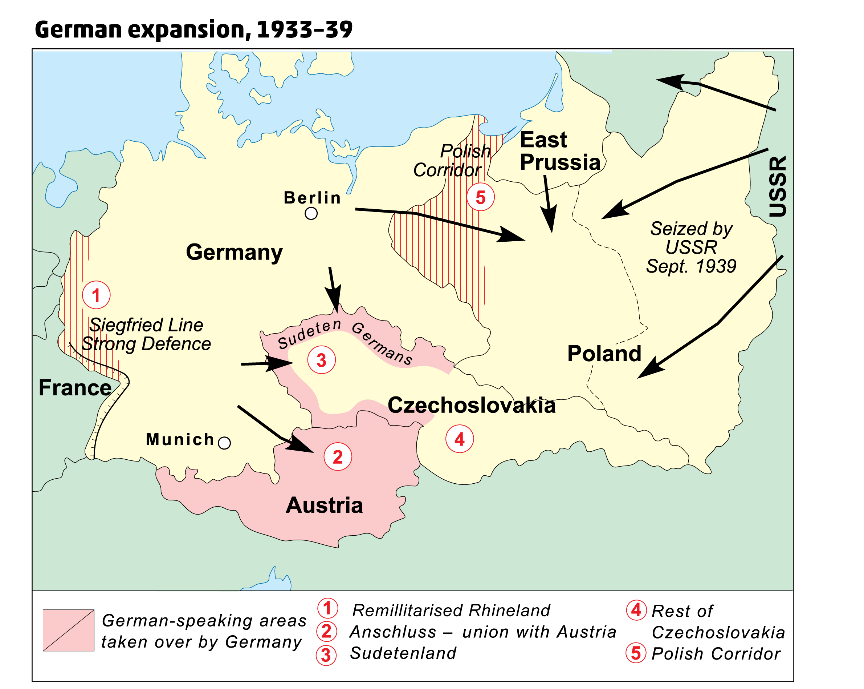 German expansion, 1933–39
East
Prussia
Polish
Corridor
5
USSR
Berlin
Seized by
USSR
Sept. 1939
Germany
1
Siegfried Line
Strong Defence
Sudeten Germans
3
Poland
France
Czechoslovakia
Munich
4
2
Austria
German-speaking areas
taken over by Germany
1 Remillitarised Rhineland
2 Anschluss – union with Austria
3 Sudetenland
4 Rest of
Czechoslovakia
5 Polish Corridor